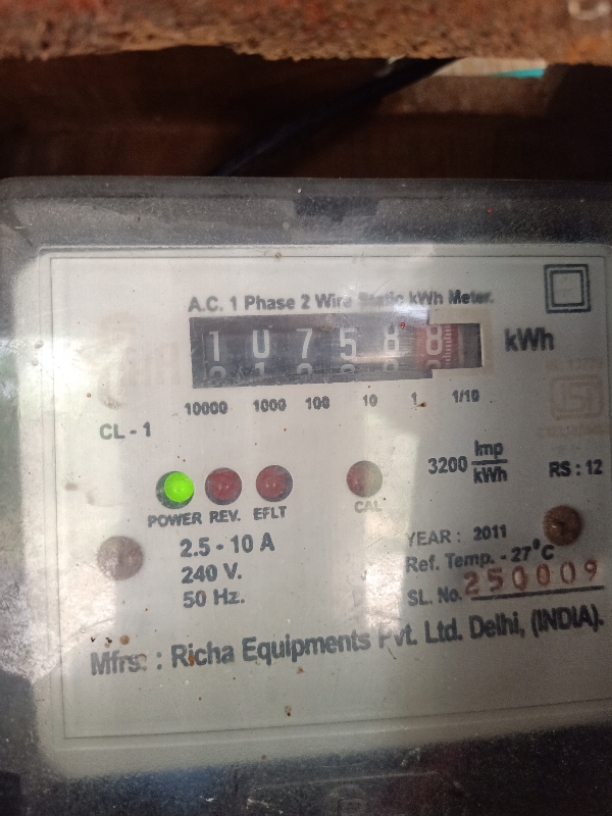 A.C. 1 Phase 2 Wire Static kWh Meter.
1 0 7 5 8 8 kWh
10000 1000 100 10 1 1/10
CL - 1
3200 Imp/kWh RS : 12
POWER REV. EFLT CAL
2.5 - 10 A
240 V.
50 Hz.
YEAR : 2011
Ref. Temp. - 27°C
SL. No. 250009
Mfrs. : Richa Equipments Pvt. Ltd. Delhi, (INDIA).